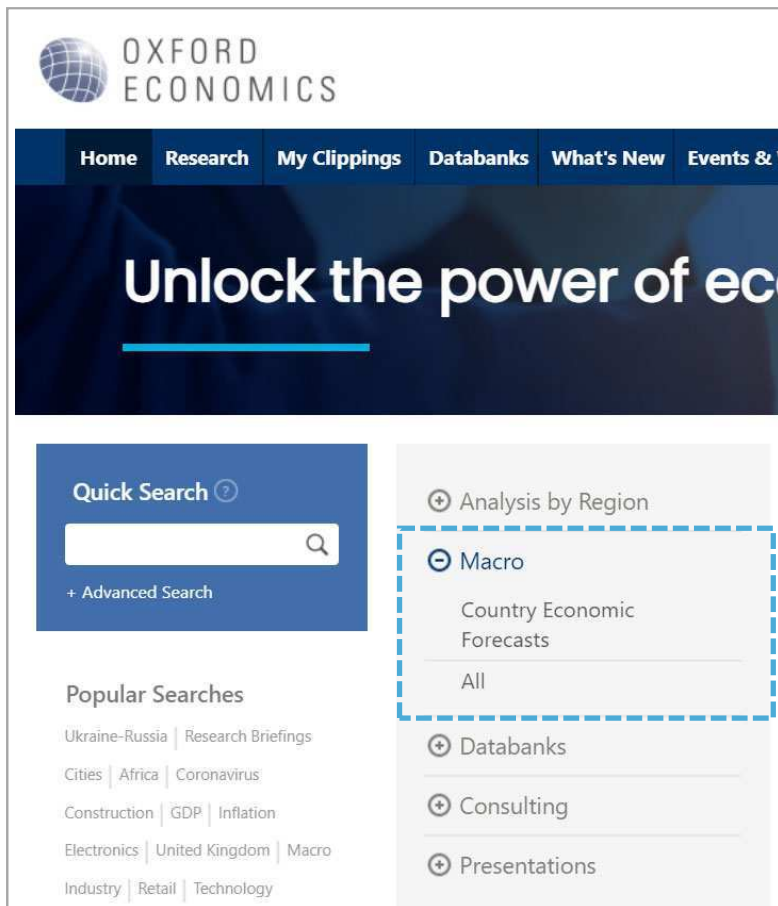 OXFORD
ECONOMICS
Home Research My Clippings Databanks What's New Events &
Unlock the power of ec
Quick Search ?
+ Advanced Search
Popular Searches
Ukraine-Russia | Research Briefings
Cities | Africa | Coronavirus
Construction | GDP | Inflation
Electronics | United Kingdom | Macro
Industry | Retail | Technology
Analysis by Region
Macro
Country Economic
Forecasts
All
Databanks
Consulting
Presentations